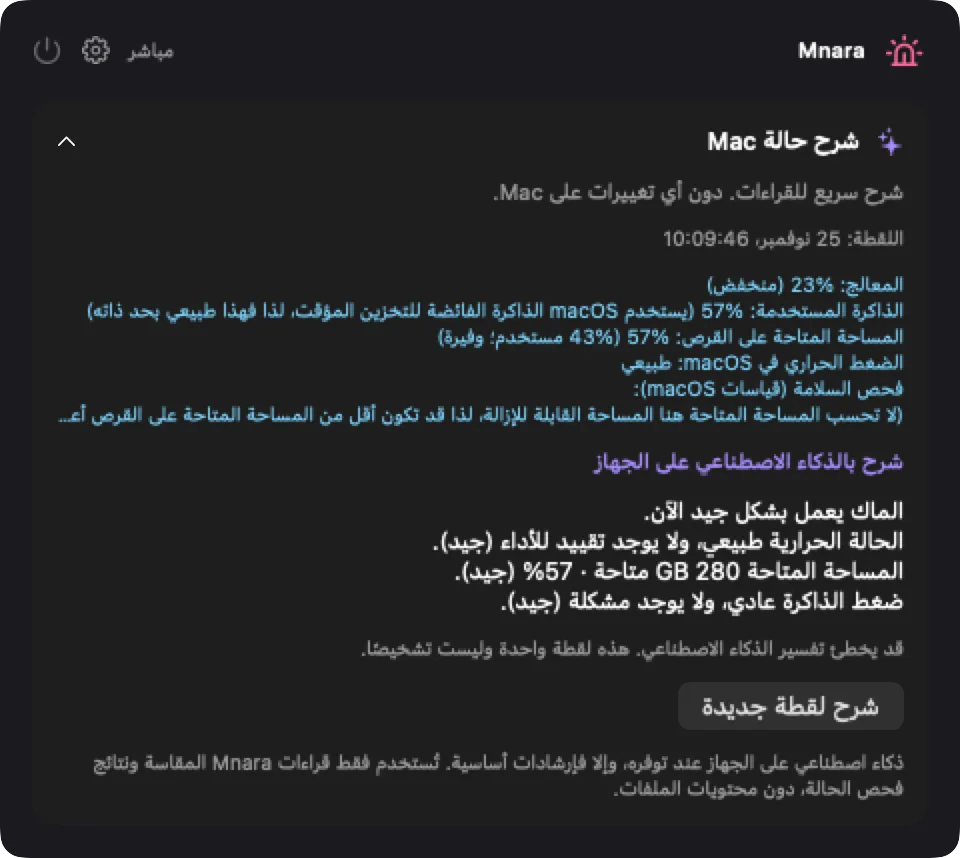 Mnara
مباشر
شرح حالة Mac
شرح سريع للقراءات. دون أي تغييرات على Mac.
اللقطة: 25 نوفمبر، 10:09:46
المعالج: 23% (منخفض)
الذاكرة المستخدمة: 57% (يستخدم macOS الذاكرة الفائضة للتخزين المؤقت، لذا فهذا طبيعي بحد ذاته)
المساحة المتاحة على القرص: 57% (43% مستخدم؛ وفيرة)
الضغط الحراري في macOS: طبيعي
فحص السلامة (قياسات macOS):
(لا تحسب المساحة المتاحة هنا المساحة القابلة للإزالة، لذا قد تكون أقل من المساحة المتاحة على القرص أع...
شرح بالذكاء الاصطناعي على الجهاز
الماك يعمل بشكل جيد الآن.
الحالة الحرارية طبيعي، ولا يوجد تقييد للأداء (جيد).
المساحة المتاحة 280 GB متاحة · 57% (جيد).
ضغط الذاكرة عادي، ولا يوجد مشكلة (جيد).
قد يخطئ تفسير الذكاء الاصطناعي. هذه لقطة واحدة وليست تشخيصًا.
شرح لقطة جديدة
ذكاء اصطناعي على الجهاز عند توفره، وإلا فإرشادات أساسية. تُستخدم فقط قراءات Mnara المقاسة ونتائج
فحص الحالة، دون محتويات الملفات.